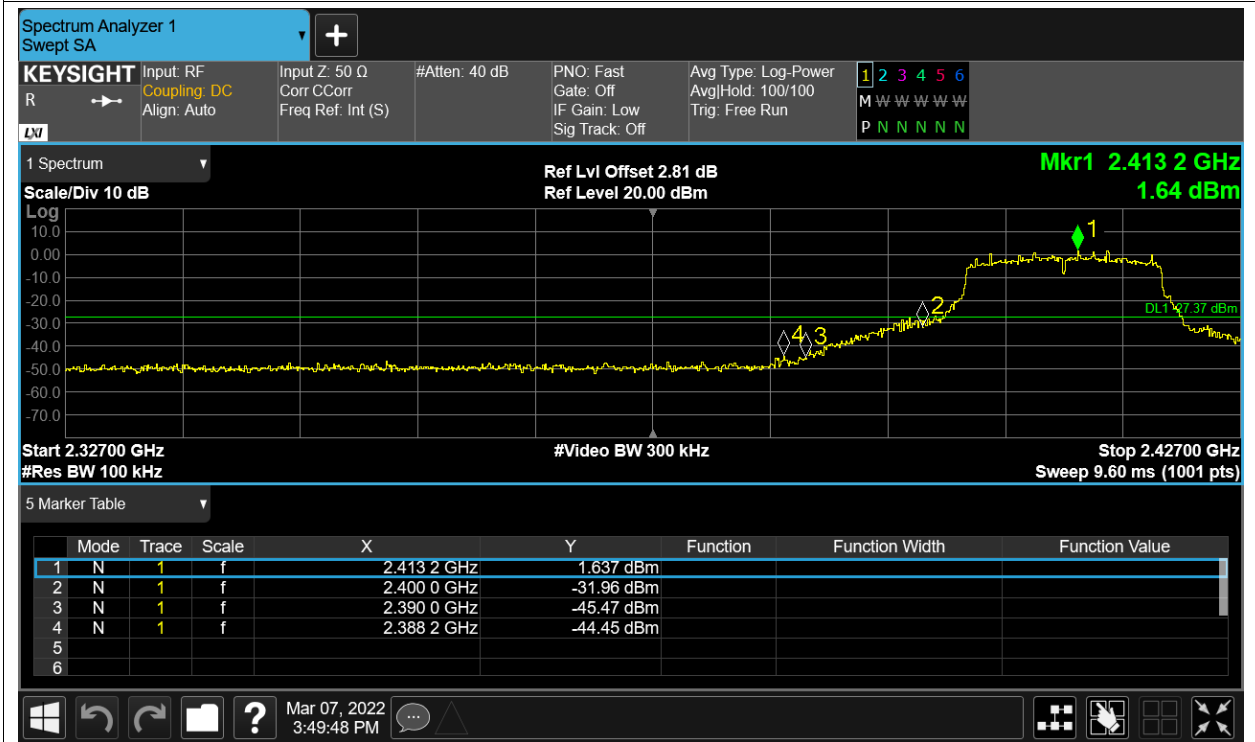 Spectrum Analyzer 1
Swept SA
KEYSIGHT
R
LXI
Input: RF
Coupling: DC
Align: Auto
Input Z: 50 Ω
Corr CCorr
Freq Ref: Int (S)
#Atten: 40 dB
PNO: Fast
Gate: Off
IF Gain: Low
Sig Track: Off
Avg Type: Log-Power
Avg|Hold: 100/100
Trig: Free Run
1 2 3 4 5 6
M W W W W W
P N N N N N
1 Spectrum
Scale/Div 10 dB
Ref Lvl Offset 2.81 dB
Ref Level 20.00 dBm
Mkr1 2.413 2 GHz
1.64 dBm
Log
10.0
0.00
-10.0
-20.0
-30.0
-40.0
-50.0
-60.0
-70.0
1
2
4 3
DL1 -27.37 dBm
Start 2.32700 GHz
#Video BW 300 kHz
Stop 2.42700 GHz
#Res BW 100 kHz
Sweep 9.60 ms (1001 pts)
5 Marker Table
Mode Trace Scale X Y Function Function Width Function Value
1 N 1 f 2.413 2 GHz 1.637 dBm
2 N 1 f 2.400 0 GHz -31.96 dBm
3 N 1 f 2.390 0 GHz -45.47 dBm
4 N 1 f 2.388 2 GHz -44.45 dBm
5
6
?
Mar 07, 2022
3:49:48 PM